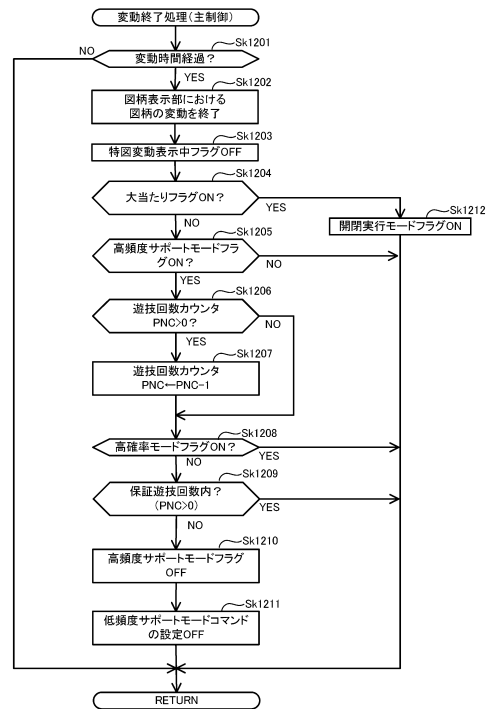 変動終了処理(主制御)
Sk1201
NO
変動時間経過?
YES
Sk1202
図柄表示部における
図柄の変動を終了
Sk1203
特図変動表示中フラグOFF
Sk1204
大当たりフラグON?
YES
Sk1212
NO
開閉実行モードフラグON
Sk1205
高頻度サポートモードフラ
グON?
NO
YES
Sk1206
遊技回数カウンタ
PNC>0?
NO
YES
Sk1207
遊技回数カウンタ
PNC←PNC-1
Sk1208
高確率モードフラグON?
YES
NO
Sk1209
保証遊技回数内?
(PNC>0)
YES
NO
Sk1210
高頻度サポートモードフラグ
OFF
Sk1211
低頻度サポートモードコマンド
の設定OFF
RETURN